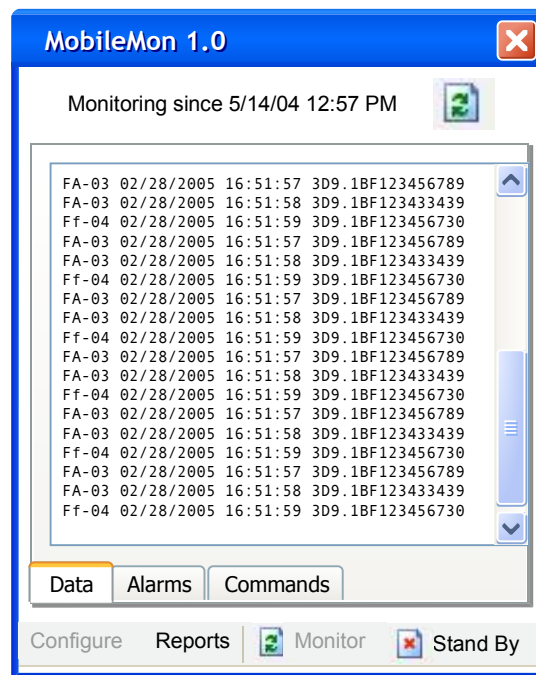 MobileMon 1.0
Monitoring since 5/14/04 12:57 PM
FA-03 02/28/2005 16:51:57 3D9.1BF123456789
FA-03 02/28/2005 16:51:58 3D9.1BF123433439
Ff-04 02/28/2005 16:51:59 3D9.1BF123456730
FA-03 02/28/2005 16:51:57 3D9.1BF123456789
FA-03 02/28/2005 16:51:58 3D9.1BF123433439
Ff-04 02/28/2005 16:51:59 3D9.1BF123456730
FA-03 02/28/2005 16:51:57 3D9.1BF123456789
FA-03 02/28/2005 16:51:58 3D9.1BF123433439
Ff-04 02/28/2005 16:51:59 3D9.1BF123456730
FA-03 02/28/2005 16:51:57 3D9.1BF123456789
FA-03 02/28/2005 16:51:58 3D9.1BF123433439
Ff-04 02/28/2005 16:51:59 3D9.1BF123456730
FA-03 02/28/2005 16:51:57 3D9.1BF123456789
FA-03 02/28/2005 16:51:58 3D9.1BF123433439
Ff-04 02/28/2005 16:51:59 3D9.1BF123456730
FA-03 02/28/2005 16:51:57 3D9.1BF123456789
FA-03 02/28/2005 16:51:58 3D9.1BF123433439
Ff-04 02/28/2005 16:51:59 3D9.1BF123456730
Data Alarms Commands
Configure Reports Monitor Stand By